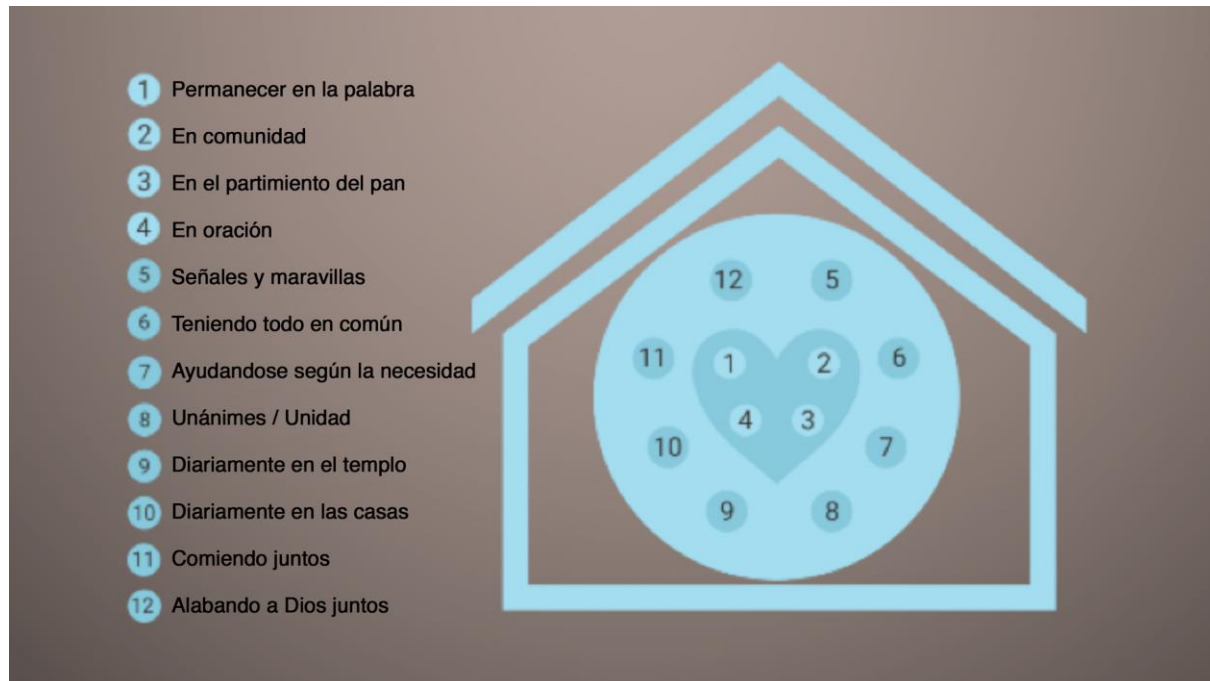 1 Permanecer en la palabra
2 En comunidad
3 En el partimiento del pan
4 En oración
5 Señales y maravillas
6 Teniendo todo en común
7 Ayudandose según la necesidad
8 Unánimes / Unidad
9 Diariamente en el templo
10 Diariamente en las casas
11 Comiendo juntos
12 Alabando a Dios juntos
12 5
11 1 2 6
4 3
10 7
9 8